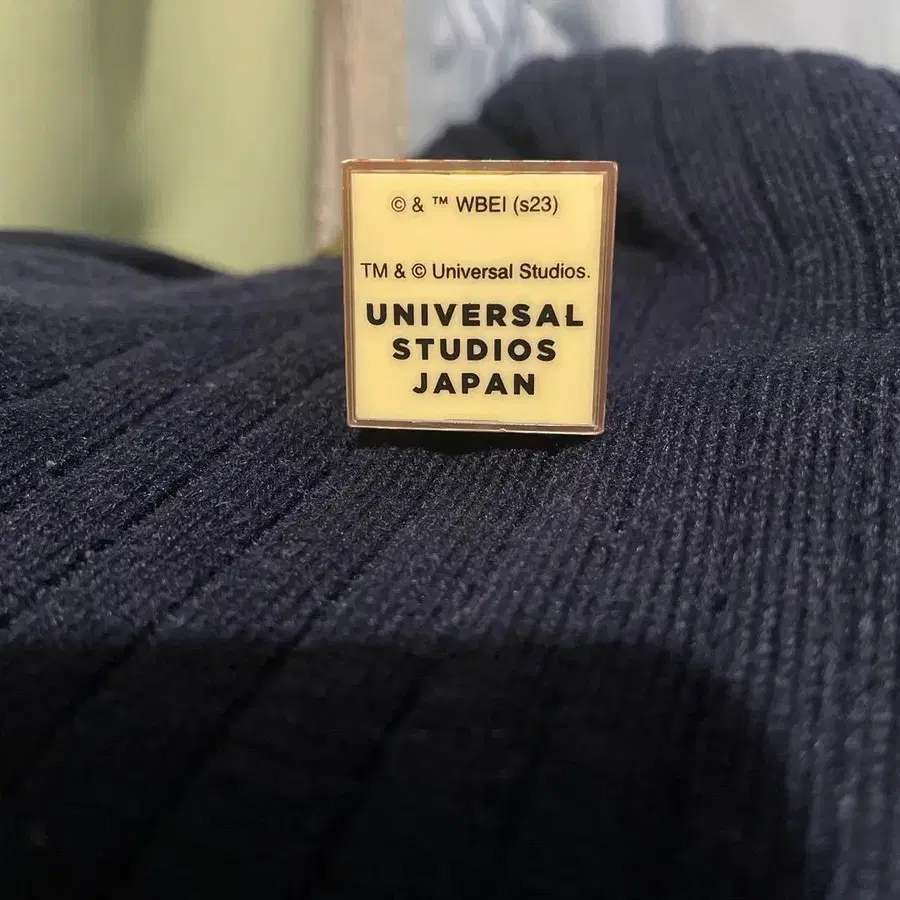 © & ™ WBEI (s23)
TM & © Universal Studios.
UNIVERSAL
STUDIOS
JAPAN